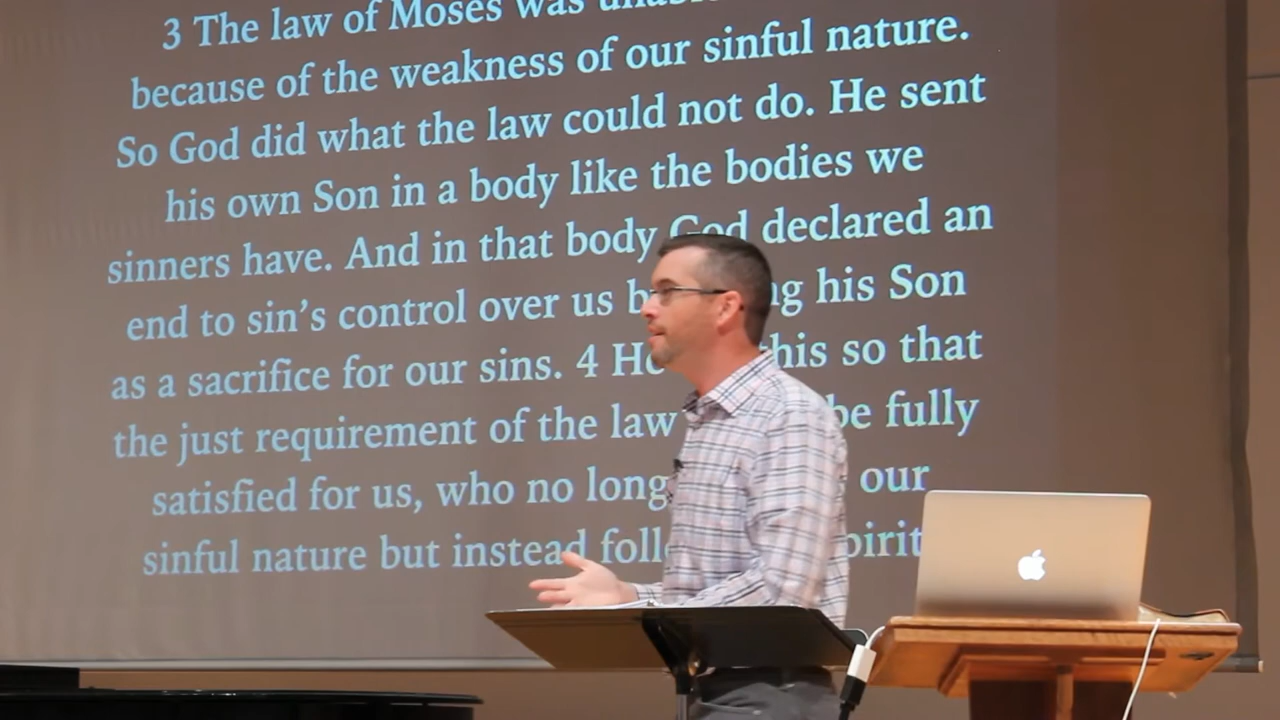 3 The law of Moses was
because of the weakness of our sinful nature.
So God did what the law could not do. He sent
his own Son in a body like the bodies we
sinners have. And in that body God declared an
end to sin’s control over us his Son
as a sacrifice for our sins. 4 this so that
the just requirement of the law be fully
satisfied for us, who no our
sinful nature but instead